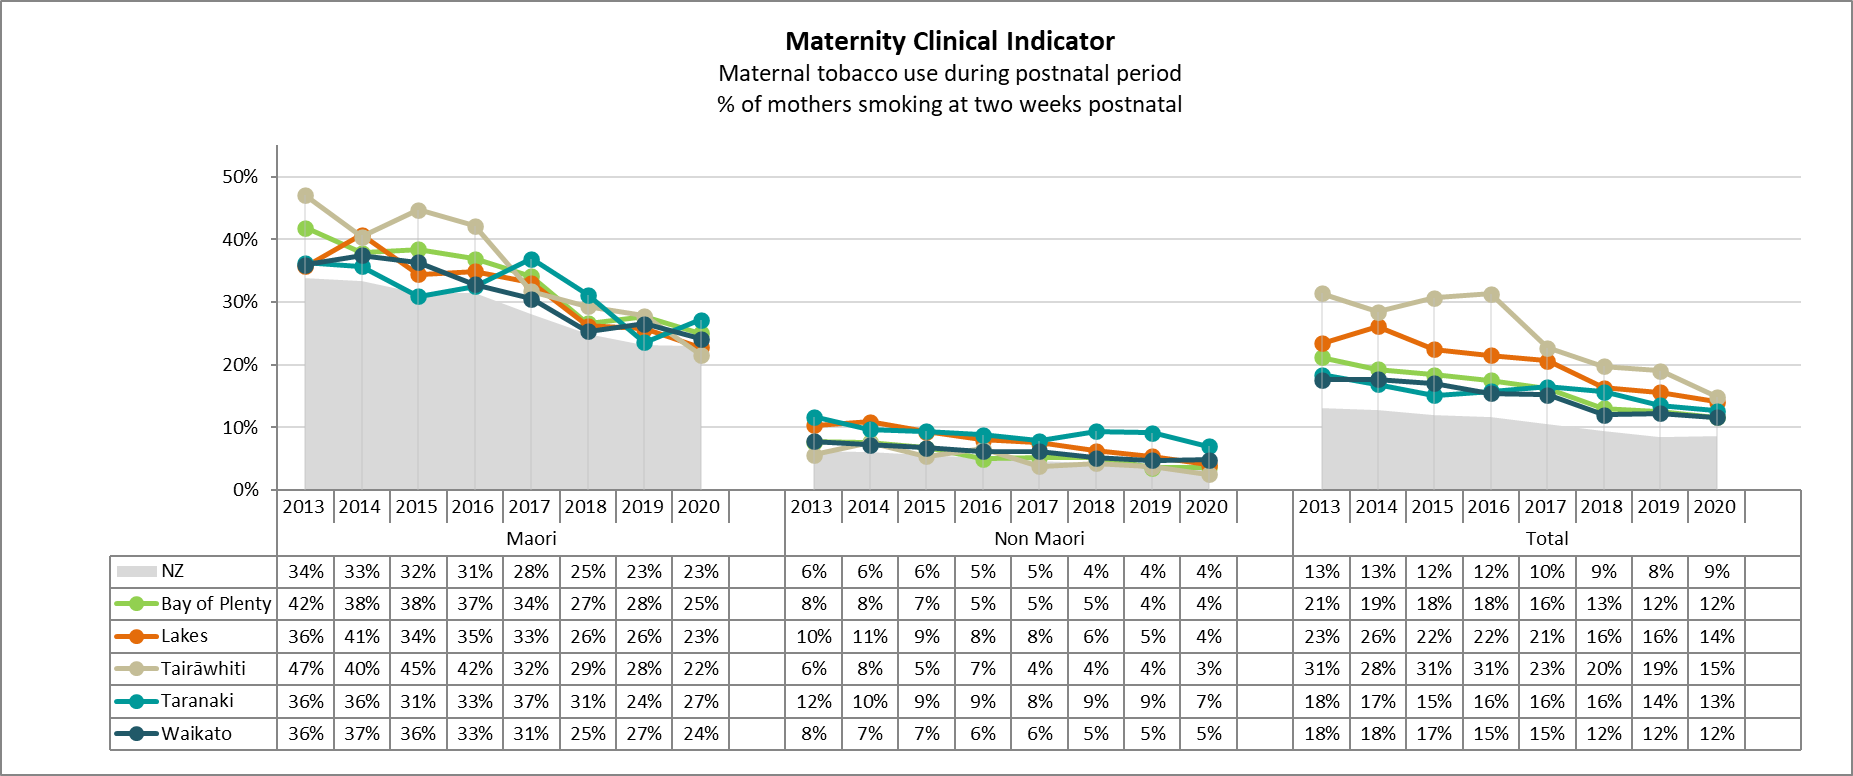 Maternity Clinical Indicator
Maternal tobacco use during postnatal period
% of mothers smoking at two weeks postnatal
50%
40%
30%
20%
10%
0%
2013 2014 2015 2016 2017 2018 2019 2020 2013 2014 2015 2016 2017 2018 2019 2020 2013 2014 2015 2016 2017 2018 2019 2020
Maori Non Maori Total
NZ 34% 33% 32% 31% 28% 25% 23% 23% 6% 6% 6% 5% 5% 4% 4% 4% 13% 13% 12% 12% 10% 9% 8% 9%
Bay of Plenty 42% 38% 38% 37% 34% 27% 28% 25% 8% 8% 7% 5% 5% 5% 4% 4% 21% 19% 18% 18% 16% 13% 12% 12%
Lakes 36% 41% 34% 35% 33% 26% 26% 23% 10% 11% 9% 8% 8% 6% 5% 4% 23% 26% 22% 22% 21% 16% 16% 14%
Tairāwhiti 47% 40% 45% 42% 32% 29% 28% 22% 6% 8% 5% 7% 4% 4% 4% 3% 31% 28% 31% 31% 23% 20% 19% 15%
Taranaki 36% 36% 31% 33% 37% 31% 24% 27% 12% 10% 9% 9% 8% 9% 9% 7% 18% 17% 15% 16% 16% 16% 14% 13%
Waikato 36% 37% 36% 33% 31% 25% 27% 24% 8% 7% 7% 6% 6% 5% 5% 5% 18% 18% 17% 15% 15% 12% 12% 12%